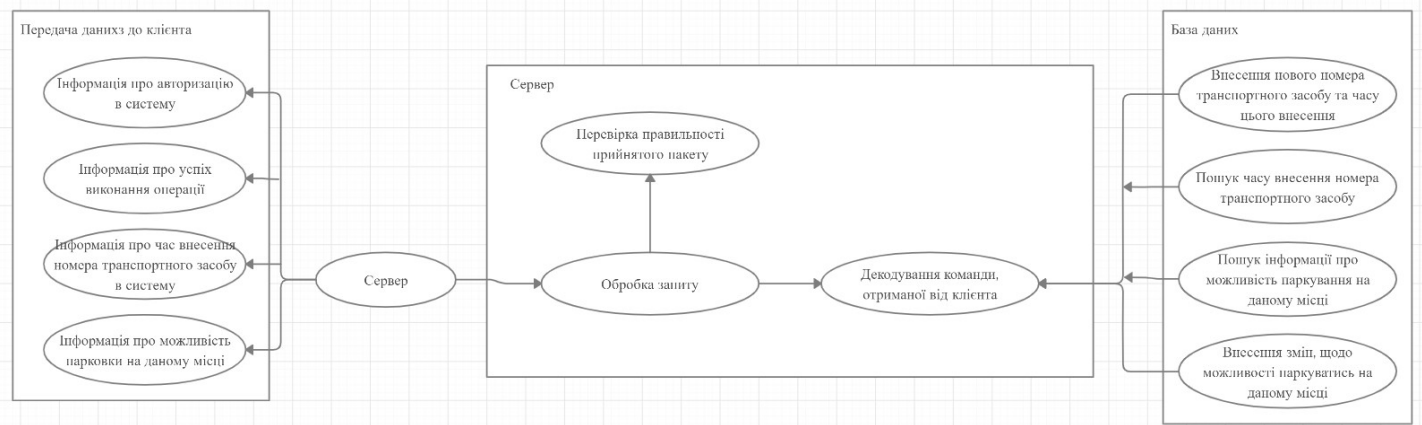 Передача данихз до клієнта
Інформація про авторизацію
в систему
Інформація про успіх
виконання операції
Інформація про час внесення
номера транспортного засобу
в систему
Інформація про можливість
парковки на даному місці
Сервер
Сервер
Перевірка правильності
прийнятого пакету
Обробка запиту
Декодування команди,
отриманої від клієнта
База даних
Внесення нового номера
транспортного засобу та часу
цього внесення
Пошук часу внесення номера
транспортного засобу
Пошук інформації про
можливість паркування на
даному місці
Внесення змін, щодо
можливості паркуватись на
даному місці